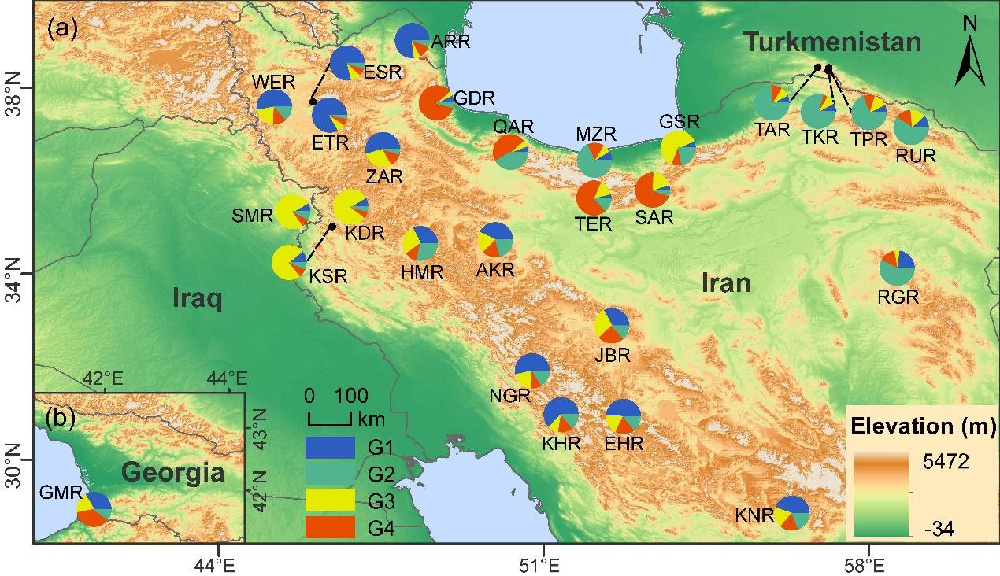 (a)
N
ARR
Turkmenistan
ESR
WER
38°N
GDR
QAR
MZR
GSR
TAR
TKR
TPR
RUR
ETR
ZAR
SMR
KDR
TER
SAR
HMR
AKR
KSR
34°N
Iraq
Iran
RGR
JBR
42°E
44°E
NGR
0 100
km
(b)
43°N
KHR
EHR
Elevation (m)
G1
5472
30°N
Georgia
G2
GMR
42°N
G3
KNR
G4
-34
44°E
51°E
58°E